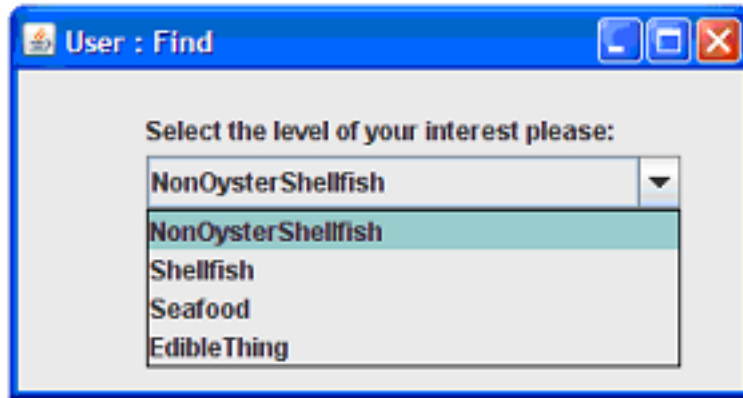 User : Find
Select the level of your interest please:
NonOysterShellfish
NonOysterShellfish
Shellfish
Seafood
EdibleThing